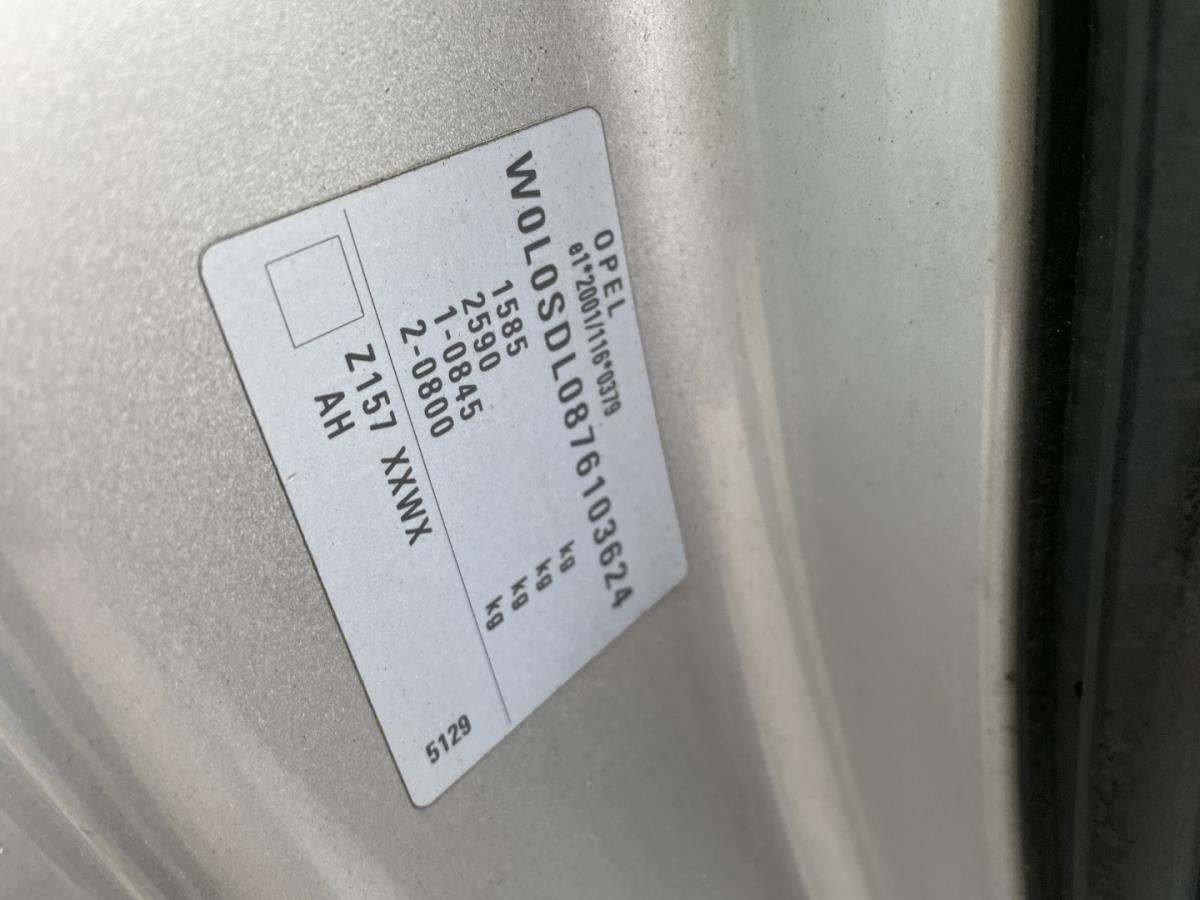 OPEL
e1*2001/116*0379
W0L0SDL0876103624
1585 kg
2590 kg
1-0845 kg
2-0800 kg
Z157 XXWX
AH
5129